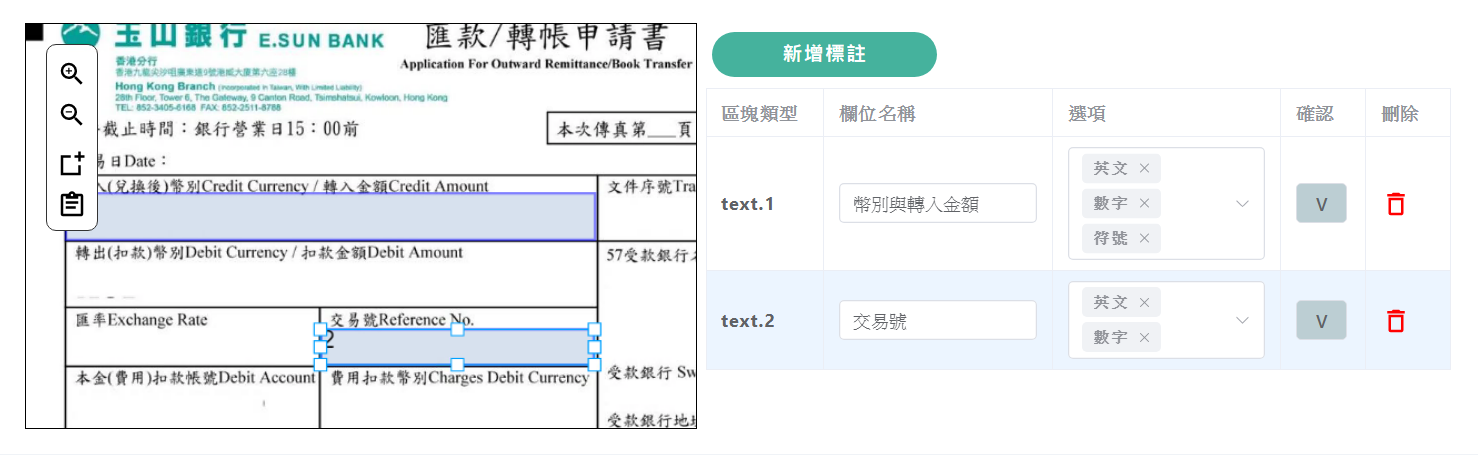 玉山銀行 E.SUN BANK
匯款/轉帳申請書
香港分行
香港九龍尖沙咀廣東道9號港威大廈第六座28樓
Application For Outward Remittance/Book Transfer
Hong Kong Branch (Incorporated in Taiwan, With Limited Liability)
28th Floor, Tower 6, The Gateway, 9 Canton Road, Tsimshatsui, Kowloon, Hong Kong
TEL: 852-3405-6168 FAX: 852-2511-8788
截止時間：銀行營業日15：00前
本次傳真第___頁
易日Date：
入(兌換後)幣別Credit Currency / 轉入金額Credit Amount
文件序號Tra
轉出(扣款)幣別Debit Currency / 扣款金額Debit Amount
57受款銀行
匯率Exchange Rate
交易號Reference No.
2
本金(費用)扣款帳號Debit Account
費用扣款幣別Charges Debit Currency
受款銀行 Sw
受款銀行地
新增標註
區塊類型 欄位名稱 選項 確認 刪除
text.1 幣別與轉入金額 英文 ×
數字 ×
符號 ×
V
text.2 交易號 英文 ×
數字 ×
V